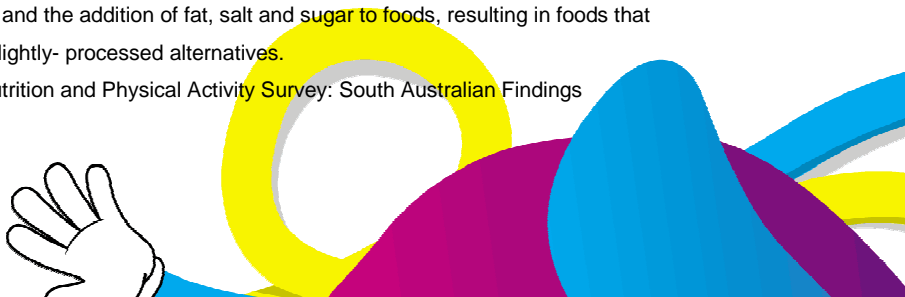 and the addition of fat, salt and sugar to foods, resulting in foods that
lightly- processed alternatives.
trition and Physical Activity Survey: South Australian Findings